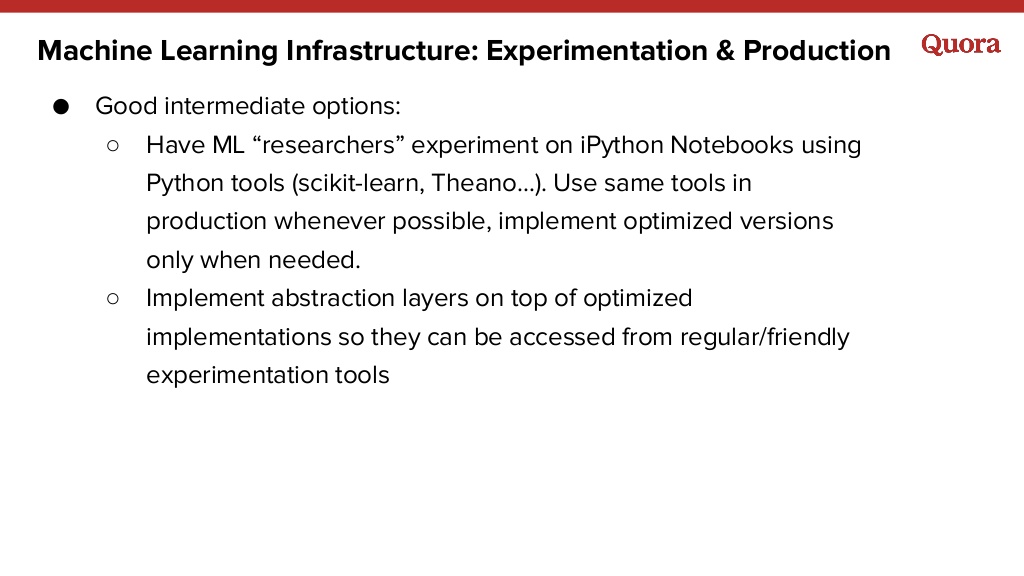 Machine Learning Infrastructure: Experimentation & Production
Quora
● Good intermediate options:
○ Have ML “researchers” experiment on iPython Notebooks using
Python tools (scikit-learn, Theano…). Use same tools in
production whenever possible, implement optimized versions
only when needed.
○ Implement abstraction layers on top of optimized
implementations so they can be accessed from regular/friendly
experimentation tools